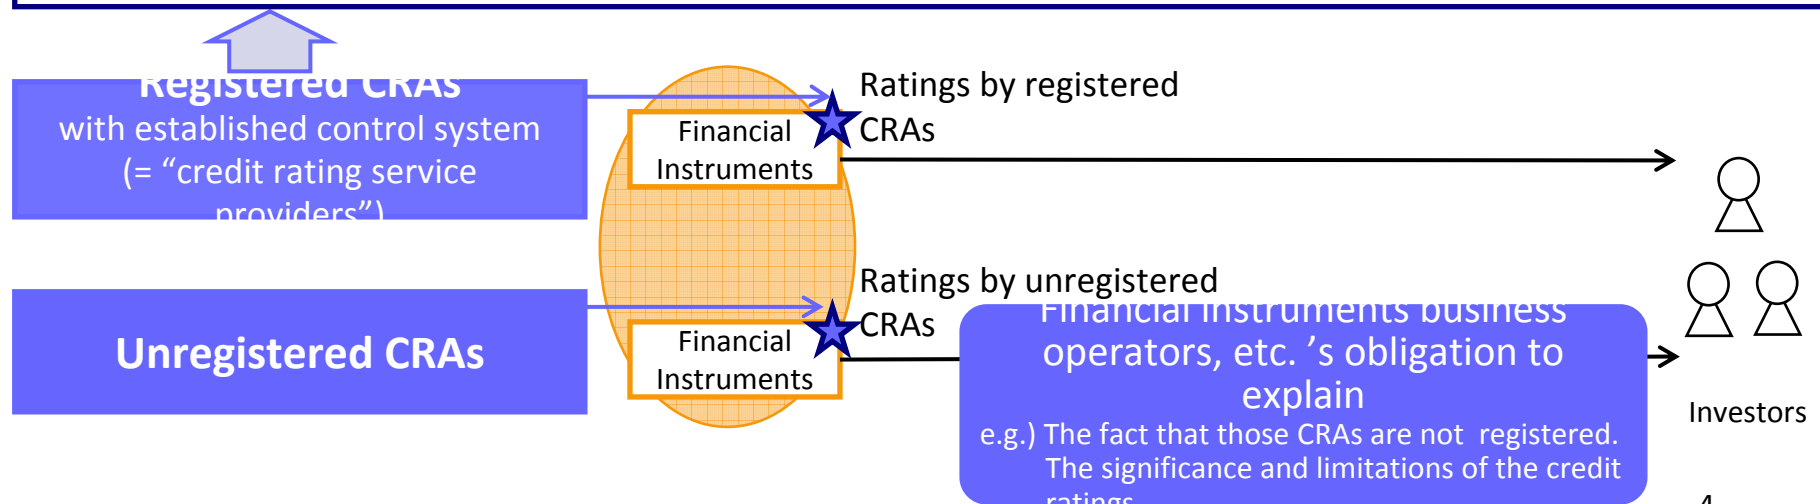 Registered CRAs
with established control system
(= “credit rating service
providers”)
Ratings by registered
CRAs
Financial
Instruments
Unregistered CRAs
Ratings by unregistered
CRAs
Financial
Instruments
Financial instruments business
operators, etc. ’s obligation to
explain
e.g.) The fact that those CRAs are not registered.
The significance and limitations of the credit
ratings
Investors
4